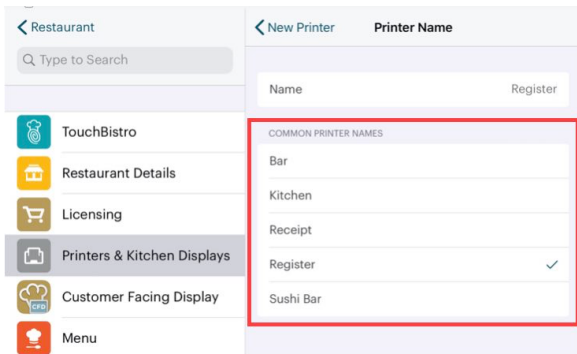 Restaurant
Type to Search
TouchBistro
Restaurant Details
Licensing
Printers & Kitchen Displays
CFD
Customer Facing Display
Menu
New Printer
Printer Name
Name
Register
COMMON PRINTER NAMES
Bar
Kitchen
Receipt
Register
Sushi Bar